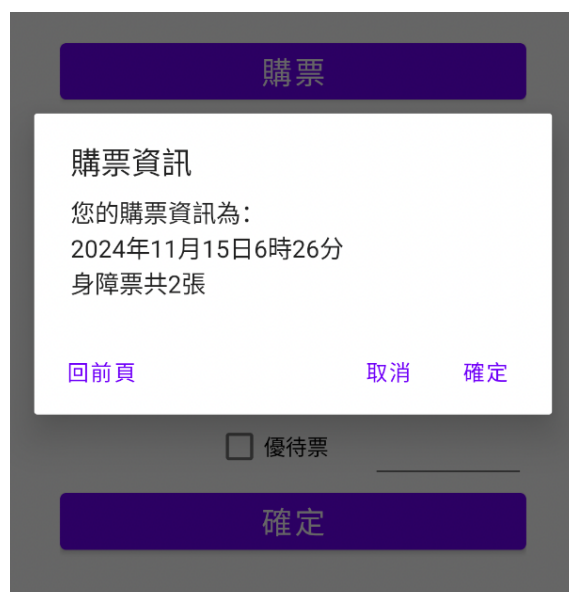 購票
購票資訊
您的購票資訊為:
2024年11月15日6時26分
身障票共2張
回前頁 取消 確定
優待票
確定